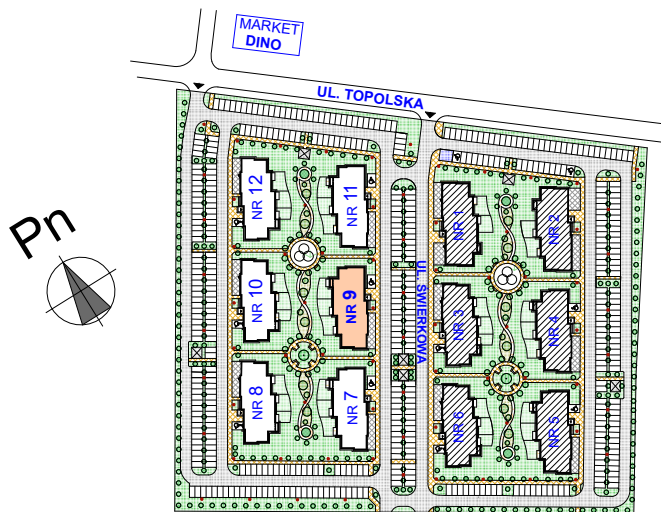 MARKET
DINO
UL. TOPOLSKA
Pn
NR 12
NR 11
NR 1
NR 2
NR 10
NR 9
UL. ŚWIERKOWA
NR 3
NR 4
NR 8
NR 7
NR 6
NR 5